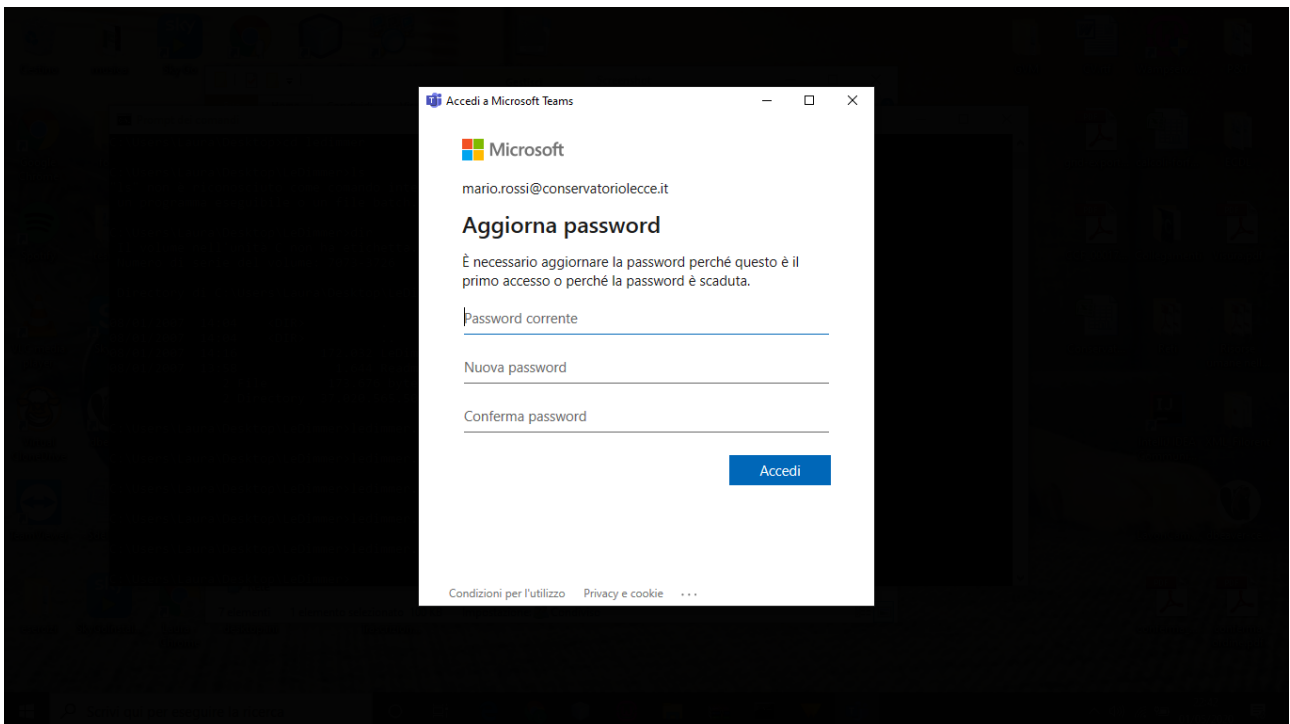 Accedi a Microsoft Teams
Microsoft
mario.rossi@conservatoriolecce.it
Aggiorna password
È necessario aggiornare la password perché questo è il
primo accesso o perché la password è scaduta.
Password corrente
Nuova password
Conferma password
Accedi
Condizioni per l'utilizzo Privacy e cookie ...